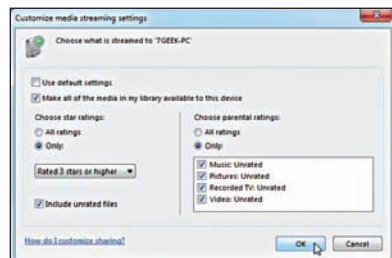 Customize media streaming settings
Choose what is streamed to '7GEEK-PC'
Use default settings
Make all of the media in my library available to this device
Choose star ratings:
All ratings
Only:
Rated 3 stars or higher
Include unrated files
Choose parental ratings:
All ratings
Only:
Music: Unrated
Pictures: Unrated
Recorded TV: Unrated
Video: Unrated
How do I customize sharing?
OK
Cancel